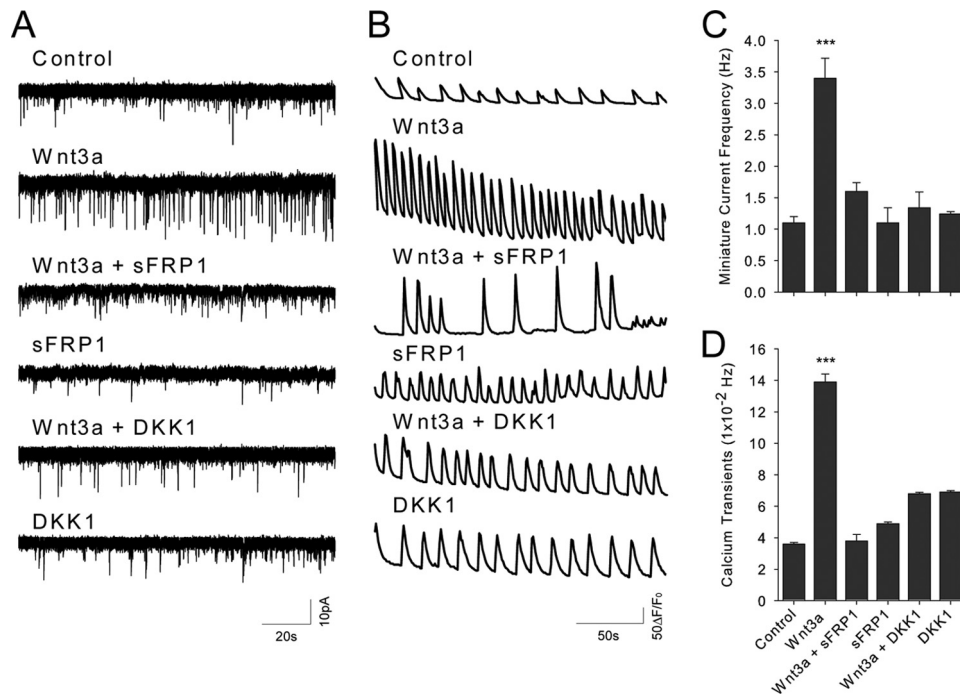 A
Control
Wnt3a
Wnt3a + sFRP1
sFRP1
Wnt3a + DKK1
DKK1
10pA
20s
B
Control
Wnt3a
Wnt3a + sFRP1
sFRP1
Wnt3a + DKK1
DKK1
50ΔF/F₀
50s
C
Miniature Current Frequency (Hz)
4.0
3.5
3.0
2.5
2.0
1.5
1.0
0.5
0.0
***
D
Calcium Transients (1x10⁻² Hz)
16
14
12
10
8
6
4
2
0
***
Control
Wnt3a
Wnt3a + sFRP1
sFRP1
Wnt3a + DKK1
DKK1